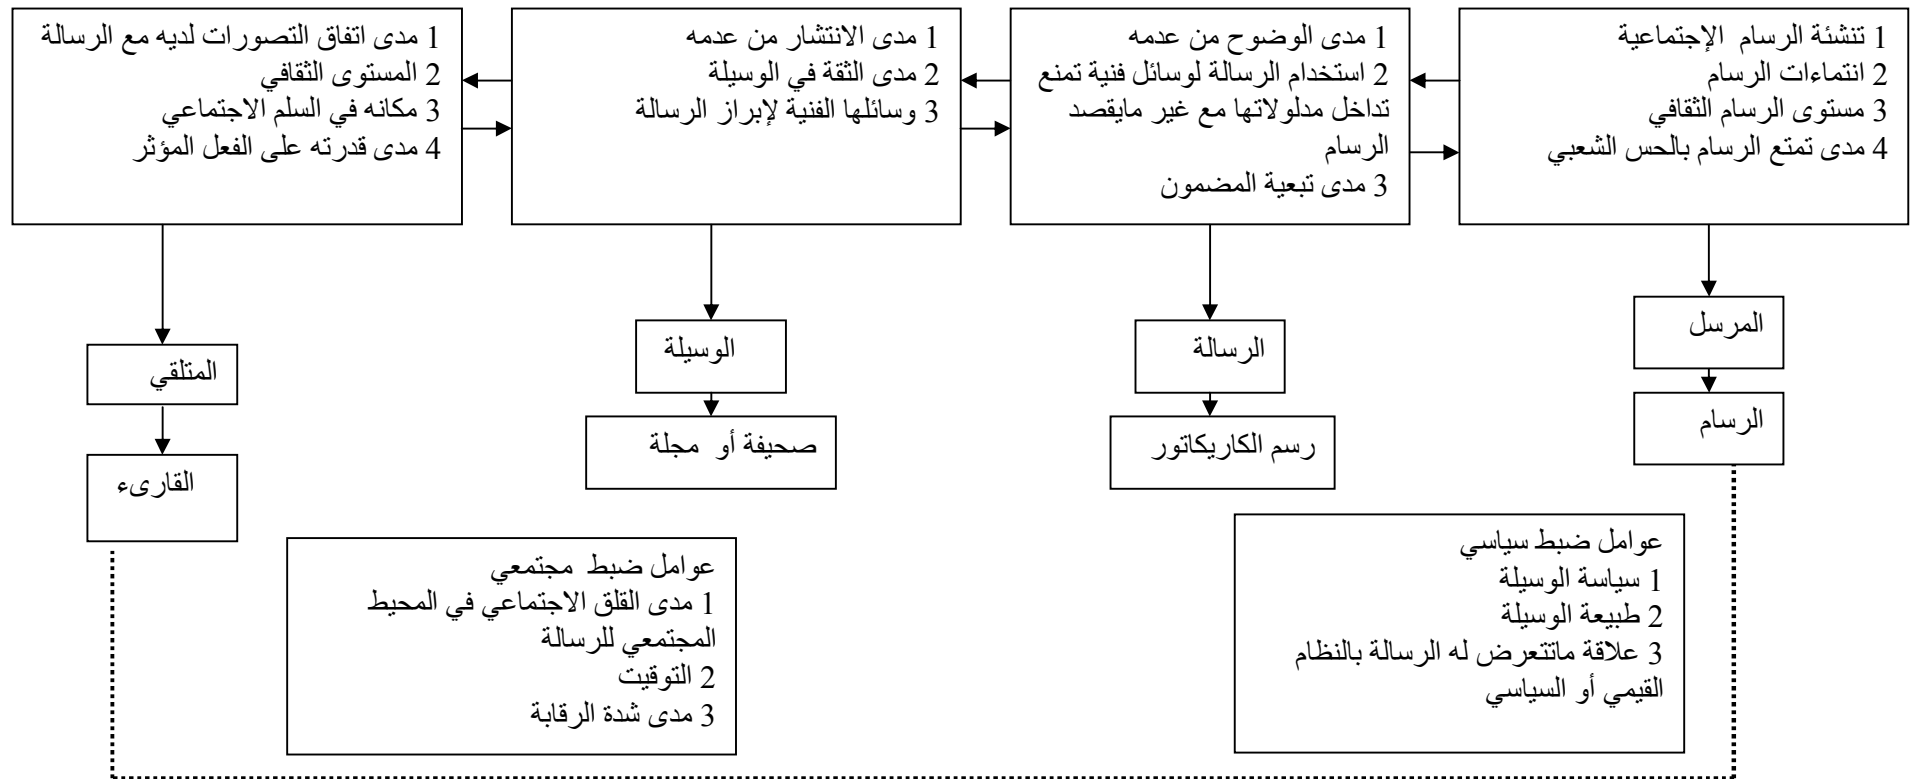 1 تنشئة الرسام الإجتماعية
2 انتماءات الرسام
3 مستوى الرسام الثقافي
4 مدى تمتع الرسام بالحس الشعبي
1 مدى الوضوح من عدمه
2 استخدام الرسالة لوسائل فنية تمنع
تداخل مدلولاتها مع غير مايقصد
الرسام
3 مدى تبعية المضمون
1 مدى الانتشار من عدمه
2 مدى الثقة في الوسيلة
3 وسائلها الفنية لإبراز الرسالة
1 مدى اتفاق التصورات لديه مع الرسالة
2 المستوى الثقافي
3 مكانه في السلم الاجتماعي
4 مدى قدرته على الفعل المؤثر
المرسل
الرسالة
الوسيلة
المتلقي
الرسام
رسم الكاريكاتور
صحيفة أو مجلة
القارىء
عوامل ضبط سياسي
1 سياسة الوسيلة
2 طبيعة الوسيلة
3 علاقة ماتتعرض له الرسالة بالنظام
القيمي أو السياسي
عوامل ضبط مجتمعي
1 مدى القلق الاجتماعي في المحيط
المجتمعي للرسالة
2 التوقيت
3 مدى شدة الرقابة